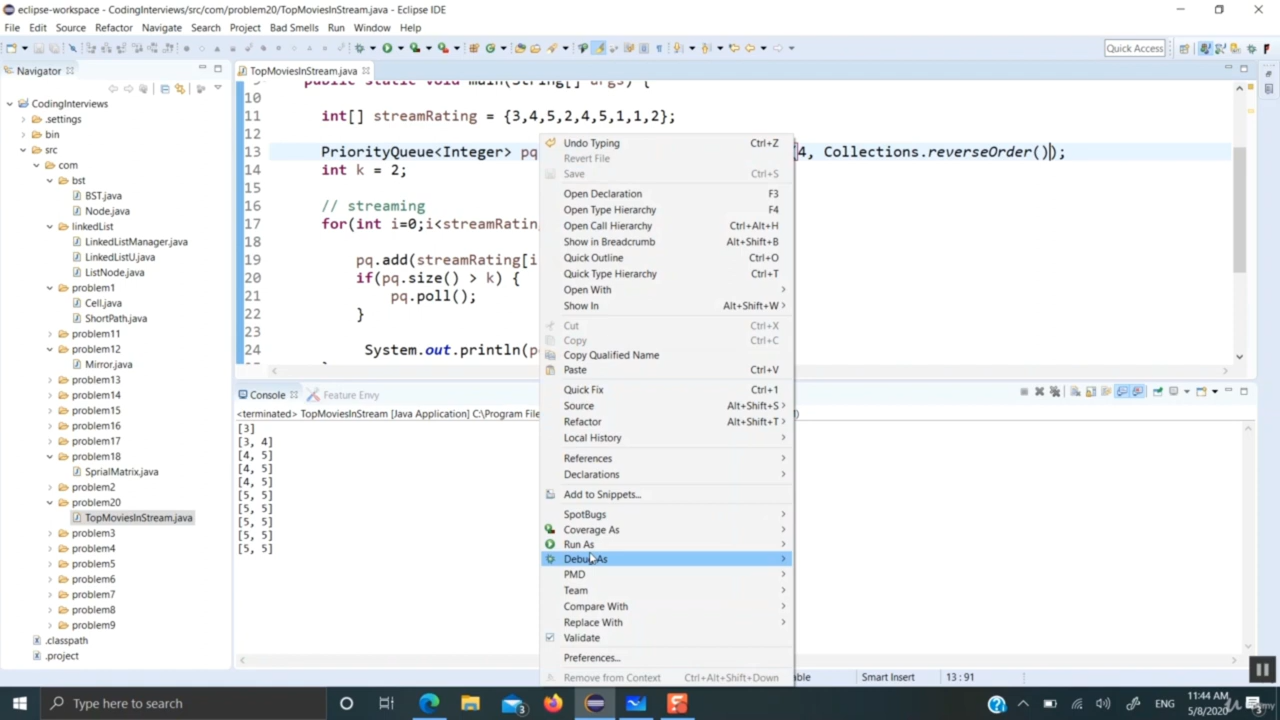 eclipse-workspace - CodingInterviews/src/com/problem20/TopMoviesInStream.java - Eclipse IDE
File Edit Source Refactor Navigate Search Project Bad Smells Run Window Help
Quick Access
Navigator
TopMoviesInStream.java
CodingInterviews
.settings
bin
src
com
bst
BST.java
Node.java
linkedList
LinkedListManager.java
LinkedListU.java
ListNode.java
problem1
Cell.java
ShortPath.java
problem11
problem12
Mirror.java
problem13
problem14
problem15
problem16
problem17
problem18
SprialMatrix.java
problem2
problem20
TopMoviesInStream.java
problem3
problem4
problem5
problem6
problem7
problem8
problem9
.classpath
.project
9 public static void main(String[] args) {
10
11 int[] streamRating = {3,4,5,2,4,5,1,1,2};
12
13 PriorityQueue<Integer> pq 4, Collections.reverseOrder());
14 int k = 2;
15
16 // streaming
17 for(int i=0;i<streamRating
18
19 pq.add(streamRating[i
20 if(pq.size() > k) {
21 pq.poll();
22 }
23
24 System.out.println(p
Undo Typing Ctrl+Z
Revert File
Save Ctrl+S
Open Declaration F3
Open Type Hierarchy F4
Open Call Hierarchy Ctrl+Alt+H
Show in Breadcrumb Alt+Shift+B
Quick Outline Ctrl+O
Quick Type Hierarchy Ctrl+T
Open With
Show In Alt+Shift+W
Cut Ctrl+X
Copy Ctrl+C
Copy Qualified Name
Paste Ctrl+V
Quick Fix Ctrl+1
Source Alt+Shift+S
Refactor Alt+Shift+T
Local History
References
Declarations
Add to Snippets...
SpotBugs
Coverage As
Run As
Debug As
PMD
Team
Compare With
Replace With
Validate
Preferences...
Remove from Context Ctrl+Alt+Shift+Down
Console Feature Envy
<terminated> TopMoviesInStream [Java Application] C:\Program File
[3]
[3, 4]
[4, 5]
[4, 5]
[4, 5]
[5, 5]
[5, 5]
[5, 5]
[5, 5]
[5, 5]
Smart Insert 13 : 91
Type here to search
ENG
11:44 AM
5/8/2020